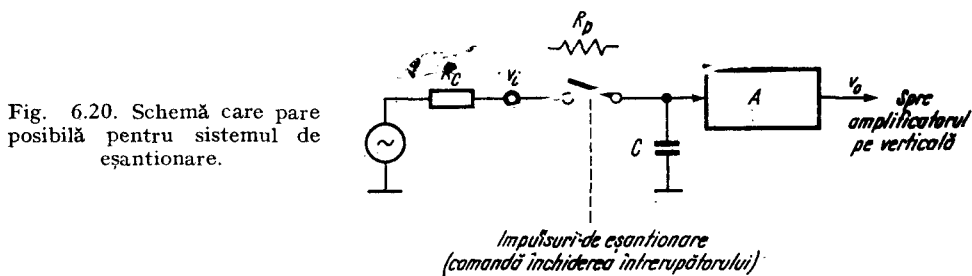 Fig. 6.20. Schemă care pare
posibilă pentru sistemul de
eșantionare.
R_p
R_C
v_i
A
v_o
Spre
amplificatorul
pe verticală
C
Impulsuri de eșantionare
(comandă închiderea întrerupătorului)